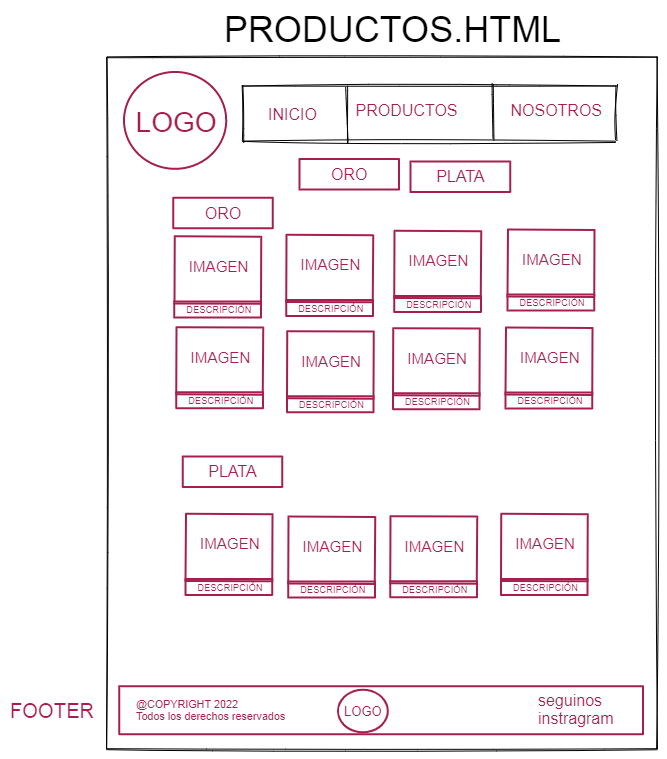 PRODUCTOS.HTML
LOGO
INICIO
PRODUCTOS
NOSOTROS
ORO
PLATA
ORO
IMAGEN
IMAGEN
IMAGEN
IMAGEN
DESCRIPCIÓN
DESCRIPCIÓN
DESCRIPCIÓN
DESCRIPCIÓN
IMAGEN
IMAGEN
IMAGEN
IMAGEN
DESCRIPCIÓN
DESCRIPCIÓN
DESCRIPCIÓN
DESCRIPCIÓN
PLATA
IMAGEN
IMAGEN
IMAGEN
IMAGEN
DESCRIPCIÓN
DESCRIPCIÓN
DESCRIPCIÓN
DESCRIPCIÓN
FOOTER
@COPYRIGHT 2022
Todos los derechos reservados
LOGO
seguinos
instragram